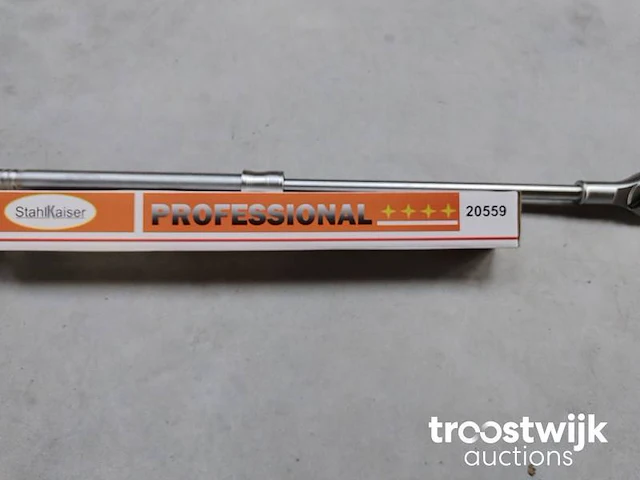 StahlKaiser PROFESSIONAL 20559
troostwijk
auctions